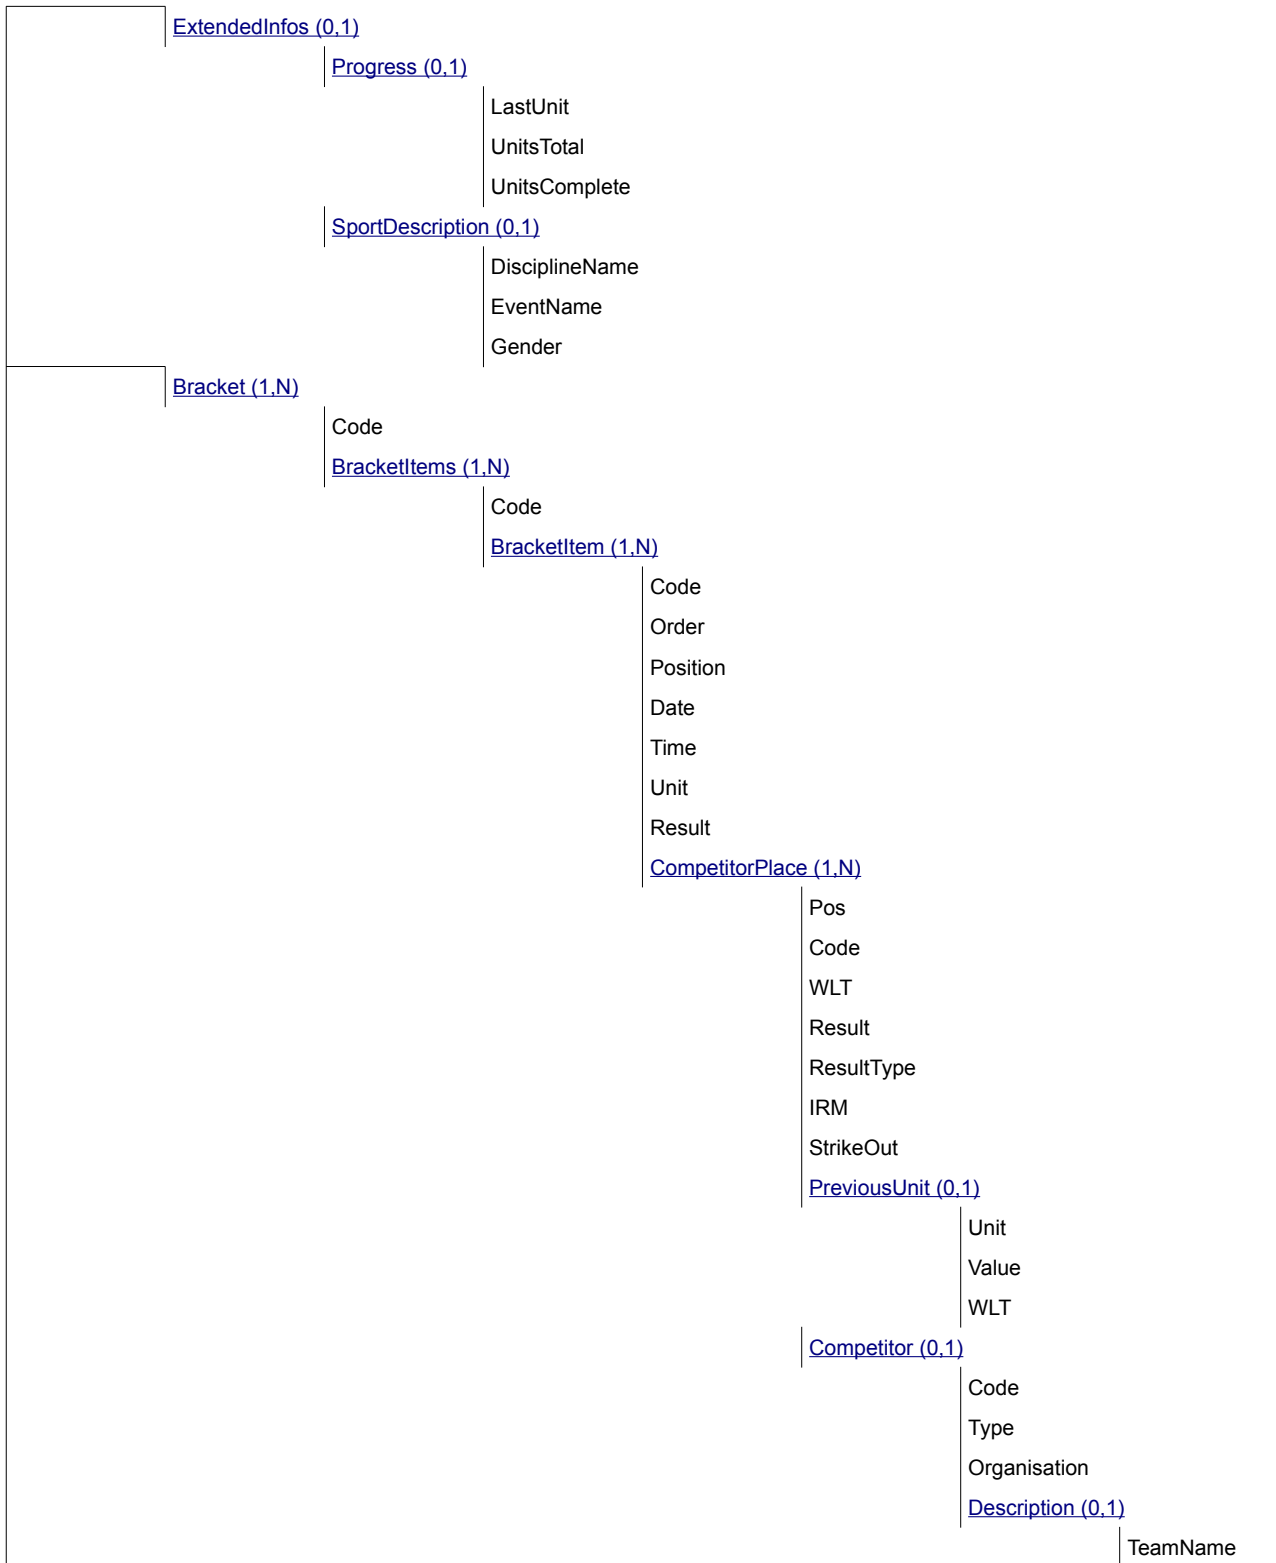 ExtendedInfos (0,1)
Progress (0,1)
LastUnit
UnitsTotal
UnitsComplete
SportDescription (0,1)
DisciplineName
EventName
Gender
Bracket (1,N)
Code
BracketItems (1,N)
Code
BracketItem (1,N)
Code
Order
Position
Date
Time
Unit
Result
CompetitorPlace (1,N)
Pos
Code
WLT
Result
ResultType
IRM
StrikeOut
PreviousUnit (0,1)
Unit
Value
WLT
Competitor (0,1)
Code
Type
Organisation
Description (0,1)
TeamName